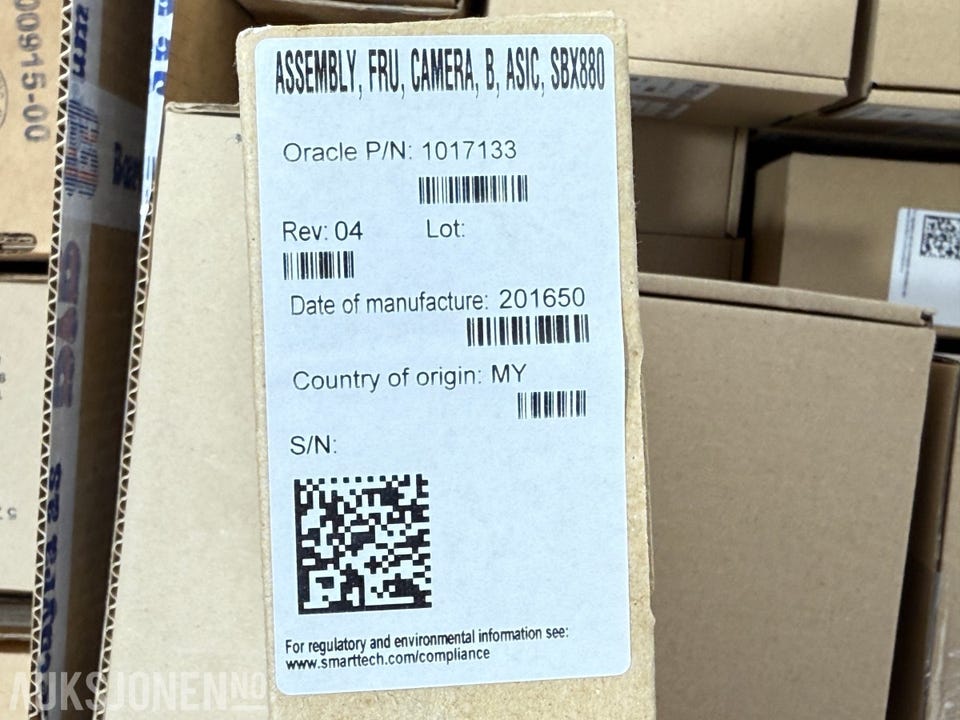 ASSEMBLY, FRU, CAMERA, B, ASIC, SBX880
Oracle P/N: 1017133
Rev: 04 Lot:
Date of manufacture: 201650
Country of origin: MY
S/N:
For regulatory and environmental information see:
www.smarttech.com/compliance
00915-00
AUKSJONEN.NO